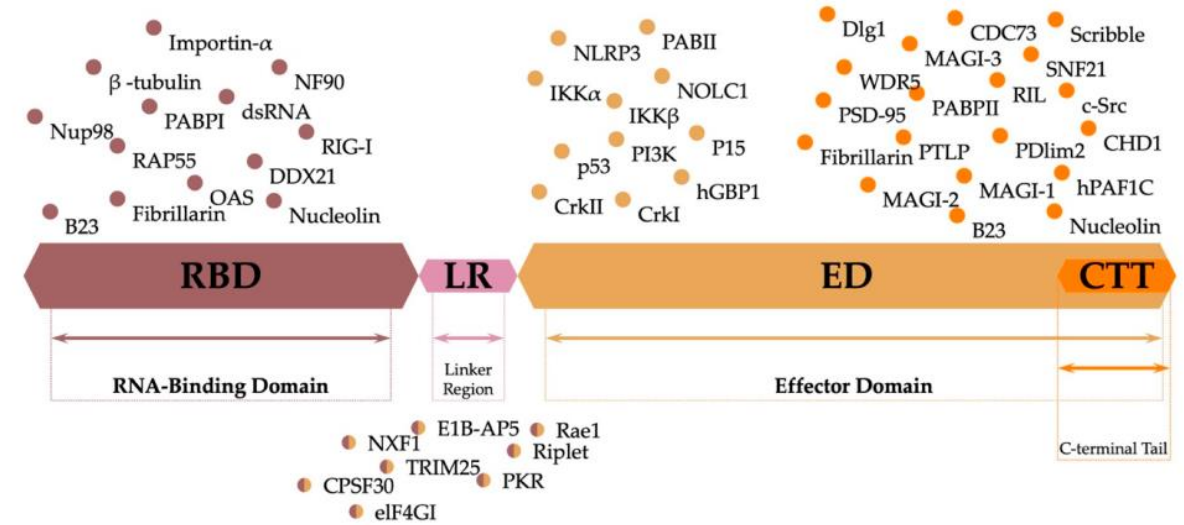 Importin-α
β -tubulin
NF90
dsRNA
PABPI
Nup98
RIG-I
RAP55
DDX21
OAS
Fibrillarin
Nucleolin
B23
NLRP3
PABII
IKKα
NOLC1
IKKβ
P15
PI3K
p53
hGBP1
CrkII
CrkI
Dlg1
CDC73
Scribble
MAGI-3
SNF21
WDR5
RIL
c-Src
PSD-95
PABPII
CHD1
Fibrillarin
PTLP
PDlim2
MAGI-2
MAGI-1
hPAF1C
B23
Nucleolin
RBD
LR
ED
CTT
RNA-Binding Domain
Linker
Region
Effector Domain
C-terminal Tail
E1B-AP5
Rae1
NXF1
Riplet
TRIM25
CPSF30
PKR
elF4GI